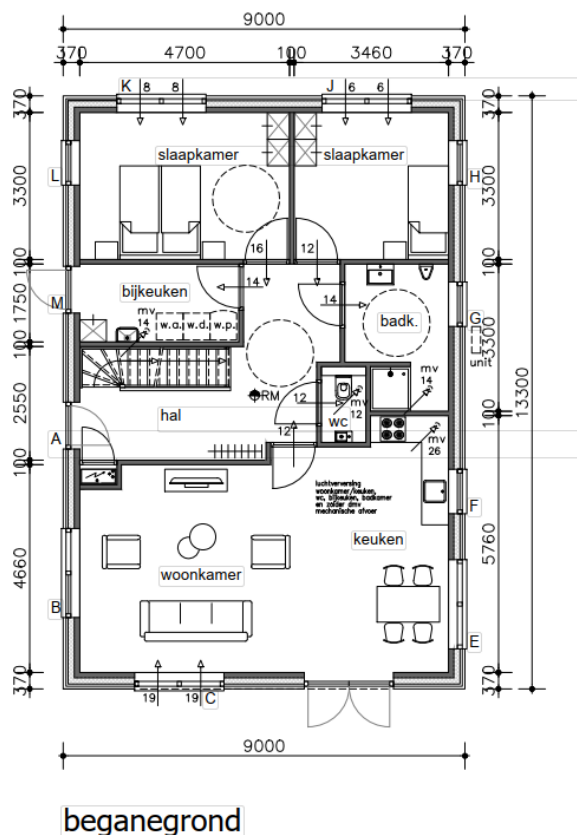 9000
370 4700 100 3460 370
K 8 8 J 6 6
370 370
slaapkamer slaapkamer
L H
3300 3300
16 12
100 100
bijkeuken 14
M 14 badk. G
1750 mv
14 w.a. w.d. w.p. 3300
unit
100 mv
14
2550 RM 12 mv
12 13300
hal wc 100
A 12 mv
26
100
luchtverversing
woonkamer/keuken,
wc, bijkeuken, badkamer
en zolder dmv
mechanische afvoer
F
keuken
4660 5760
woonkamer
B E
370 19 19 C 370
9000
beganegrond